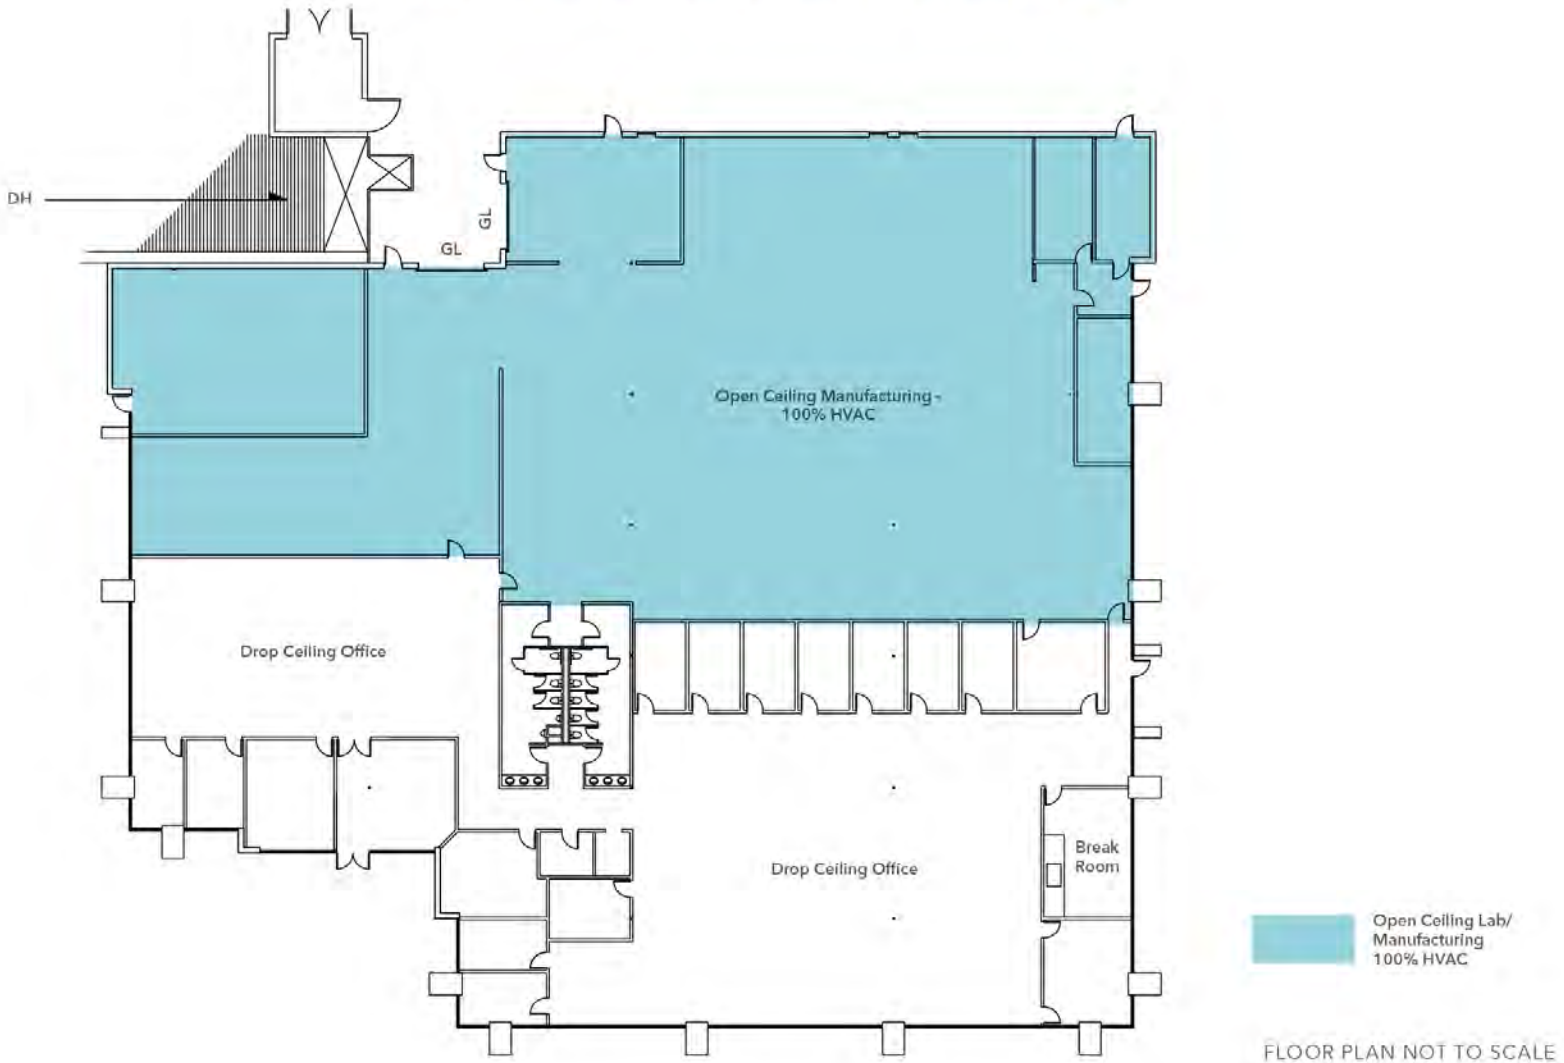 DH
GL
GL
Open Ceiling Manufacturing -
100% HVAC
Drop Ceiling Office
Drop Ceiling Office
Break
Room
Open Ceiling Lab/
Manufacturing
100% HVAC
FLOOR PLAN NOT TO SCALE